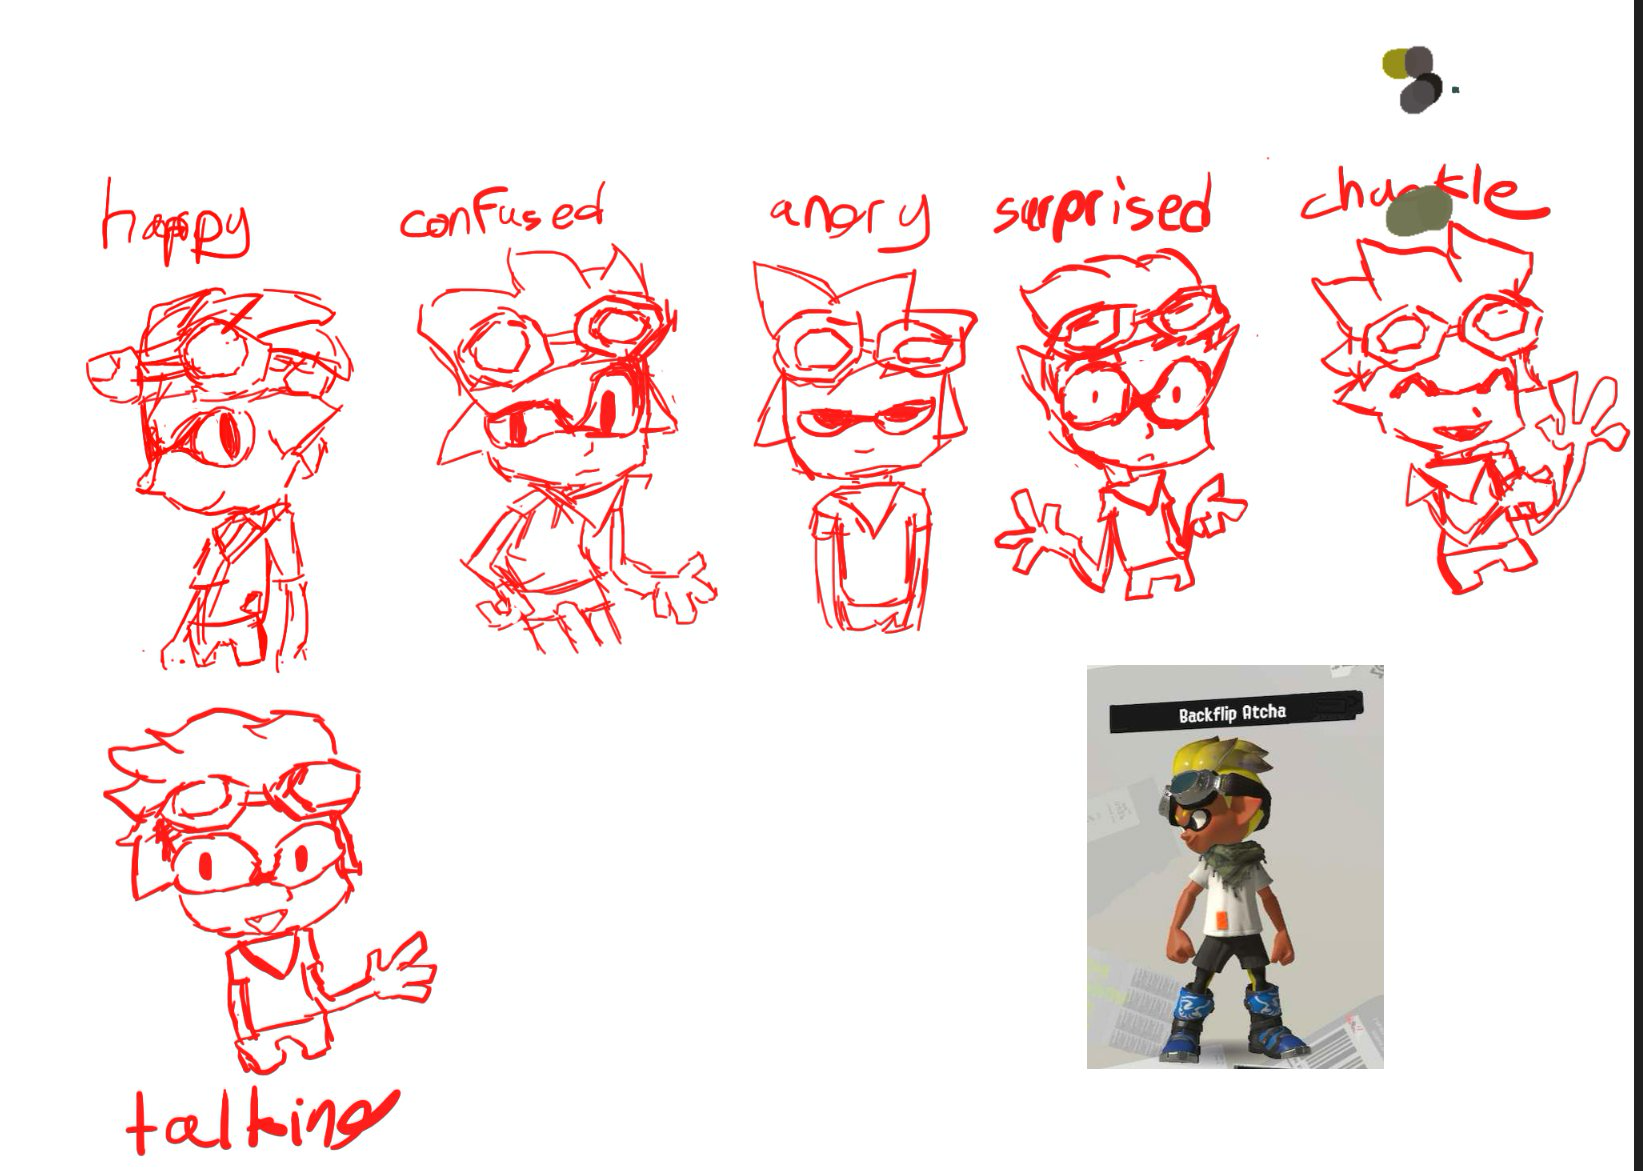 happy
confused
angry
surprised
chuckle
Backflip Atcha
talking